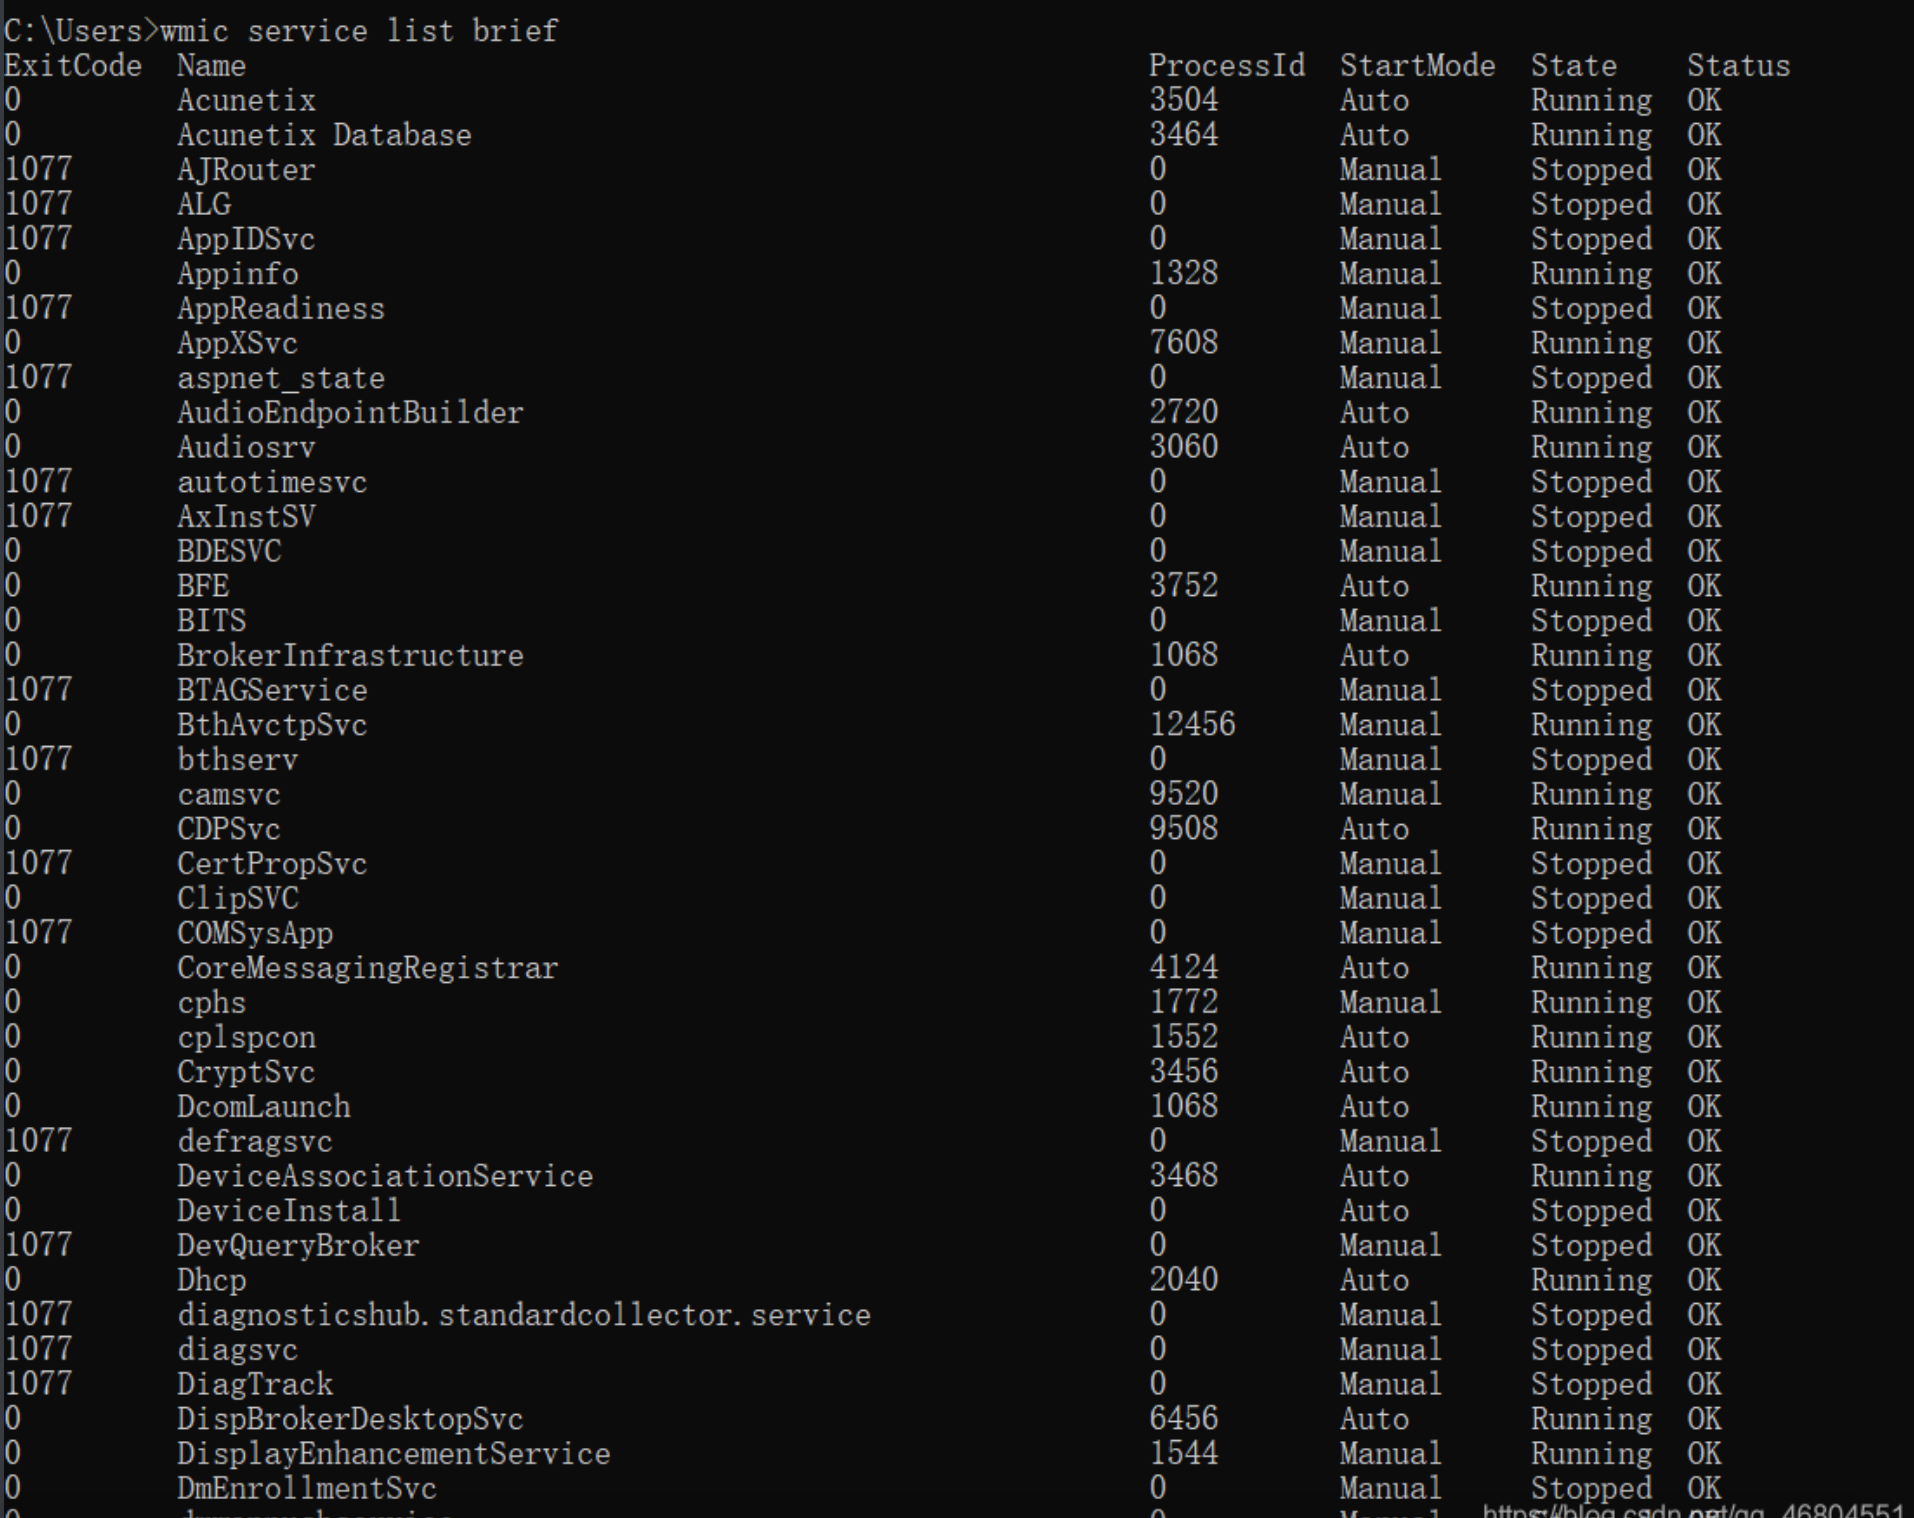 C:\Users>wmic service list brief
ExitCode Name ProcessId StartMode State Status
0 Acunetix 3504 Auto Running OK
0 Acunetix Database 3464 Auto Running OK
1077 AJRouter 0 Manual Stopped OK
1077 ALG 0 Manual Stopped OK
1077 AppIDSvc 0 Manual Stopped OK
0 Appinfo 1328 Manual Running OK
1077 AppReadiness 0 Manual Stopped OK
0 AppXSvc 7608 Manual Running OK
1077 aspnet_state 0 Manual Stopped OK
0 AudioEndpointBuilder 2720 Auto Running OK
0 Audiosrv 3060 Auto Running OK
1077 autotimesvc 0 Manual Stopped OK
1077 AxInstSV 0 Manual Stopped OK
0 BDESVC 0 Manual Stopped OK
0 BFE 3752 Auto Running OK
0 BITS 0 Manual Stopped OK
0 BrokerInfrastructure 1068 Auto Running OK
1077 BTAGService 0 Manual Stopped OK
0 BthAvctpSvc 12456 Manual Running OK
1077 bthserv 0 Manual Stopped OK
0 camsvc 9520 Manual Running OK
0 CDPSvc 9508 Auto Running OK
1077 CertPropSvc 0 Manual Stopped OK
0 ClipSVC 0 Manual Stopped OK
1077 COMSysApp 0 Manual Stopped OK
0 CoreMessagingRegistrar 4124 Auto Running OK
0 cphs 1772 Manual Running OK
0 cplspcon 1552 Auto Running OK
0 CryptSvc 3456 Auto Running OK
0 DcomLaunch 1068 Auto Running OK
1077 defragsvc 0 Manual Stopped OK
0 DeviceAssociationService 3468 Auto Running OK
0 DeviceInstall 0 Auto Stopped OK
1077 DevQueryBroker 0 Manual Stopped OK
0 Dhcp 2040 Auto Running OK
1077 diagnosticshub.standardcollector.service 0 Manual Stopped OK
1077 diagsvc 0 Manual Stopped OK
1077 DiagTrack 0 Manual Stopped OK
0 DispBrokerDesktopSvc 6456 Auto Running OK
0 DisplayEnhancementService 1544 Manual Running OK
0 DmEnrollmentSvc 0 Manual Stopped OK
https://blog.csdn.net/qq_46804551